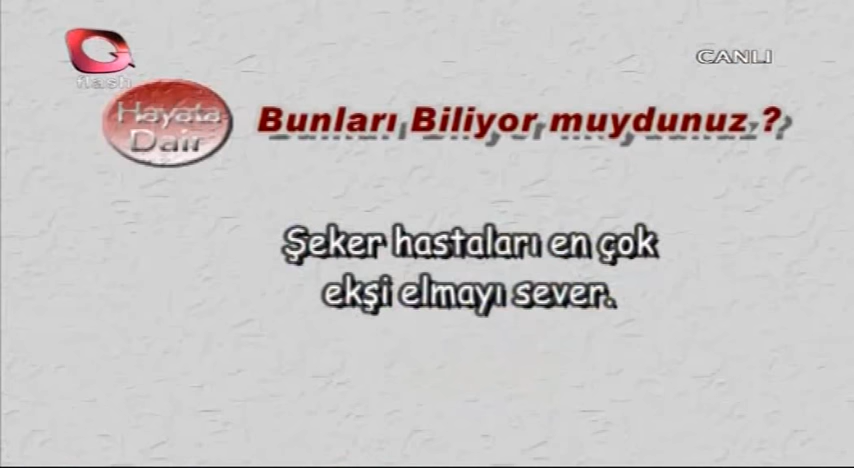 flash
CANLI
Hayata
Dair
Bunları Biliyor muydunuz ?
Şeker hastaları en çok
ekşi elmayı sever.